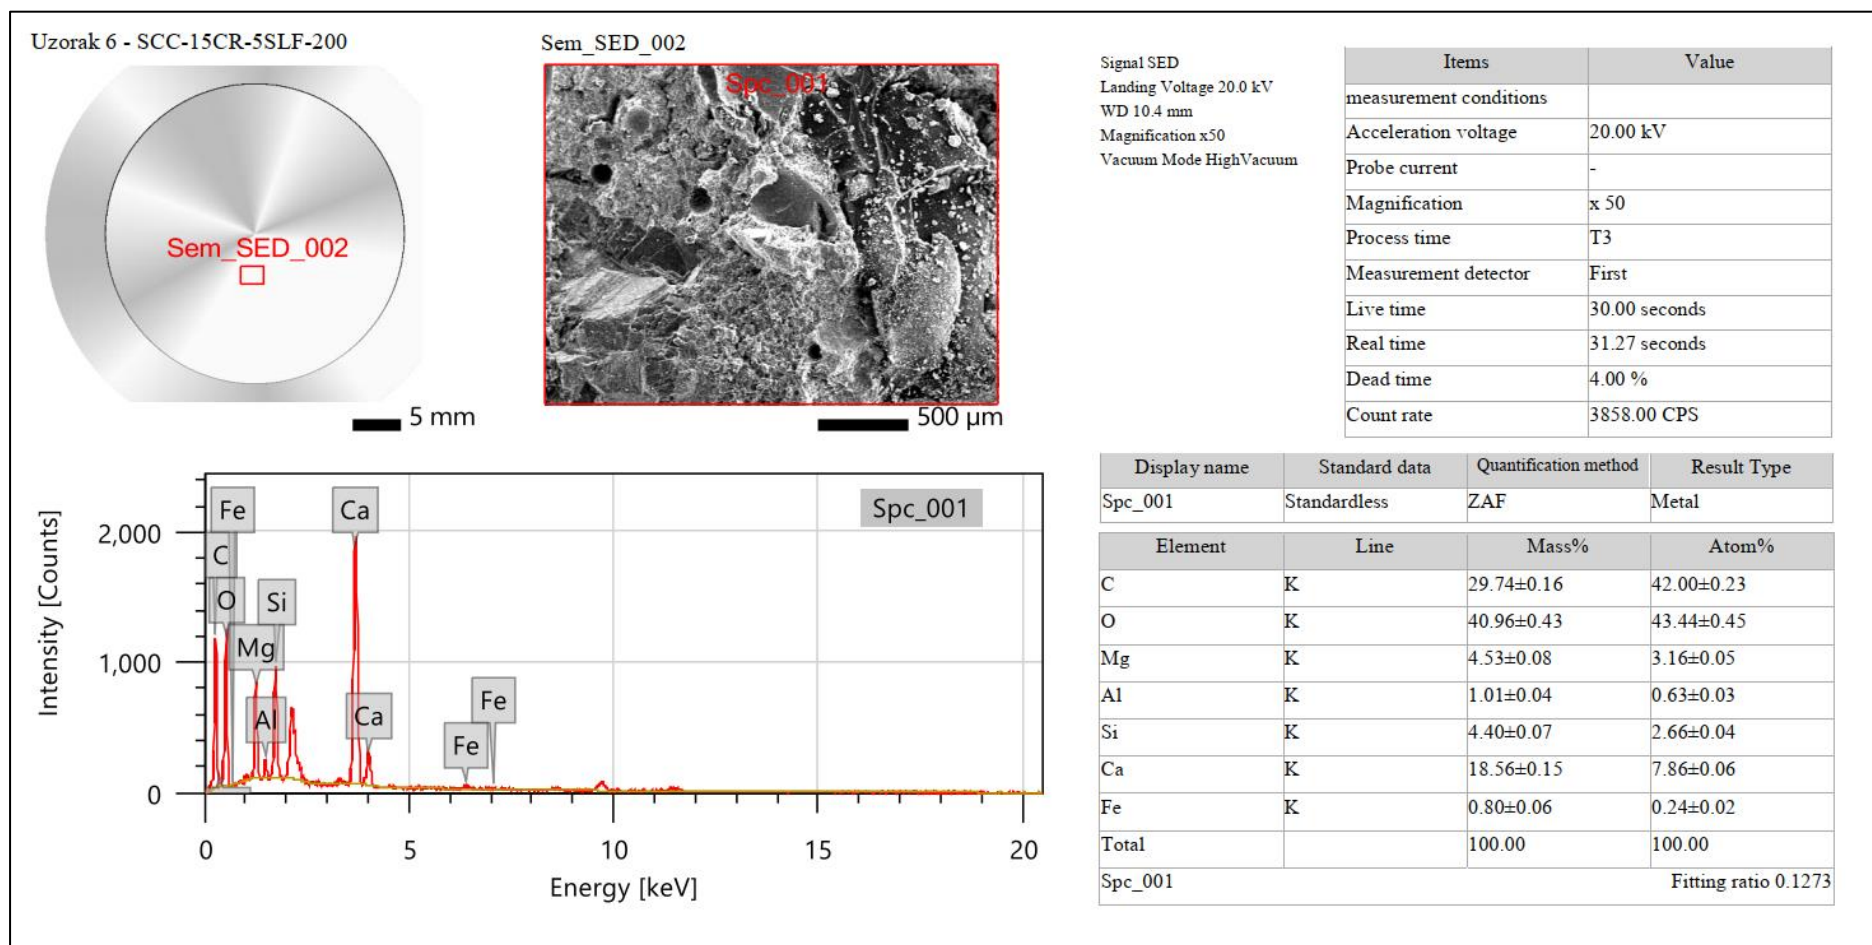 Uzorak 6 - SCC-15CR-5SLF-200
Sem_SED_002
5 mm
Sem_SED_002
Spc_001
500 µm
Signal SED
Landing Voltage 20.0 kV
WD 10.4 mm
Magnification x50
Vacuum Mode HighVacuum
Items Value
measurement conditions
Acceleration voltage 20.00 kV
Probe current -
Magnification x 50
Process time T3
Measurement detector First
Live time 30.00 seconds
Real time 31.27 seconds
Dead time 4.00 %
Count rate 3858.00 CPS
Intensity [Counts]
2,000
1,000
0
Fe
C
O
Mg
Al
Si
Ca
Ca
Fe
Fe
Spc_001
0 5 10 15 20
Energy [keV]
Display name Standard data Quantification method Result Type
Spc_001 Standardless ZAF Metal
Element Line Mass% Atom%
C K 29.74±0.16 42.00±0.23
O K 40.96±0.43 43.44±0.45
Mg K 4.53±0.08 3.16±0.05
Al K 1.01±0.04 0.63±0.03
Si K 4.40±0.07 2.66±0.04
Ca K 18.56±0.15 7.86±0.06
Fe K 0.80±0.06 0.24±0.02
Total 100.00 100.00
Spc_001 Fitting ratio 0.1273